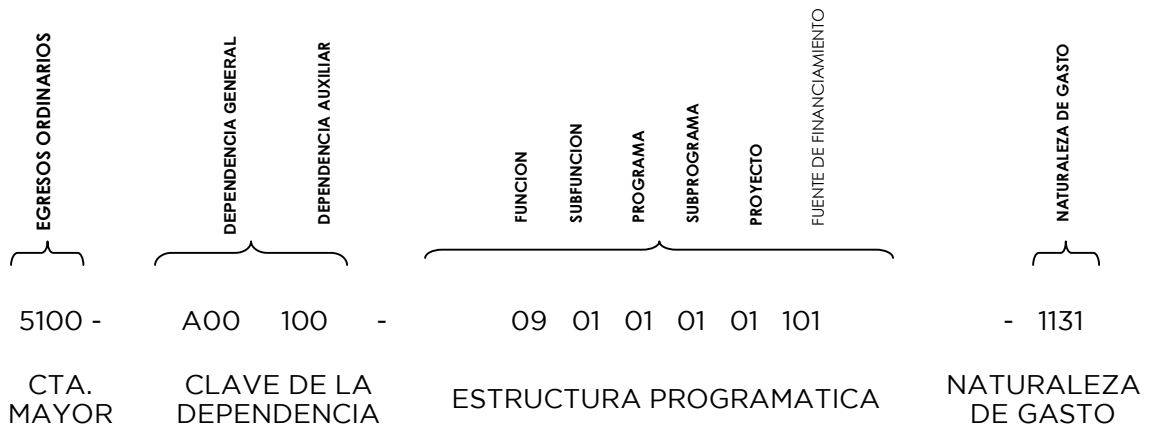 EGRESOS ORDINARIOS
DEPENDENCIA GENERAL
DEPENDENCIA AUXILIAR
FUNCION
SUBFUNCION
PROGRAMA
SUBPROGRAMA
PROYECTO
FUENTE DE FINANCIAMIENTO
NATURALEZA DE GASTO
5100 - A00 100 - 09 01 01 01 01 101 - 1131
CTA.
MAYOR
CLAVE DE LA
DEPENDENCIA
ESTRUCTURA PROGRAMATICA
NATURALEZA
DE GASTO